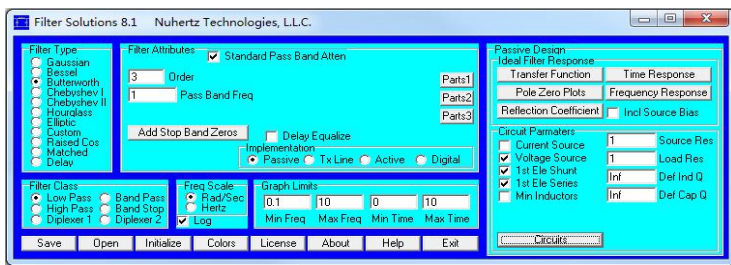 Filter Solutions 8.1 Nuhertz Technologies, L.L.C.
Filter Type
Gaussian
Bessel
Butterworth
Chebyshev I
Chebyshev II
Hourglass
Elliptic
Custom
Raised Cos
Matched
Delay
Filter Attributes
Standard Pass Band Atten
3 Order
1 Pass Band Freq
Parts1
Parts2
Parts3
Add Stop Band Zeros
Delay Equalize
Implementation
Passive Tx Line Active Digital
Passive Design
Ideal Filter Response
Transfer Function Time Response
Pole Zero Plots Frequency Response
Reflection Coefficient Incl Source Bias
Circuit Parmaters
Current Source 1 Source Res
Voltage Source 1 Load Res
1st Ele Shunt Inf Def Ind Q
1st Ele Series
Min Inductors Inf Def Cap Q
Circuits
Filter Class
Low Pass Band Pass
High Pass Band Stop
Diplexer 1 Diplexer 2
Freq Scale
Rad/Sec
Hertz
Log
Graph Limits
0.1 10 0 10
Min Freq Max Freq Min Time Max Time
Save Open Initialize Colors License About Help Exit